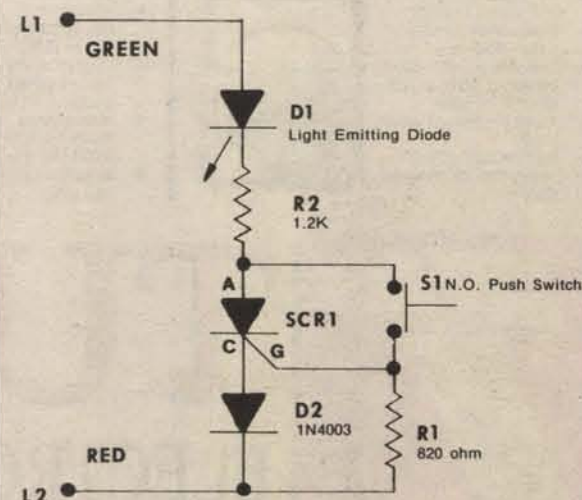 L1
GREEN
D1
Light Emitting Diode
R2
1.2K
A
S1 N.O. Push Switch
SCR1
C G
D2
1N4003
R1
820 ohm
RED
L2